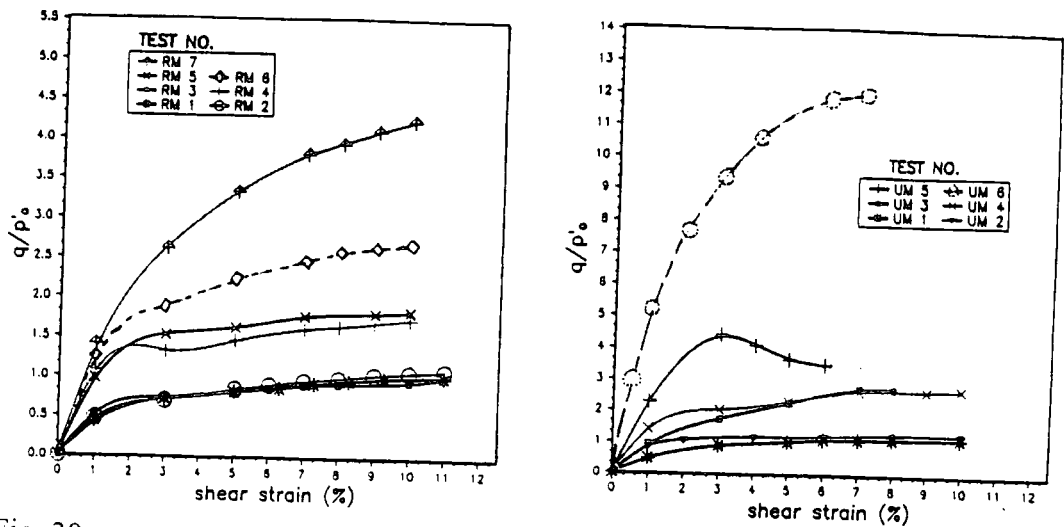 5.5
5.0
4.5
4.0
3.5
3.0
2.5
2.0
1.5
1.0
0.5
0.0
q/p'o
TEST NO.
RM 7
RM 5 RM 6
RM 3 RM 4
RM 1 RM 2
0 1 2 3 4 5 6 7 8 9 10 11 12
shear strain (%)
14
13
12
11
10
9
8
7
6
5
4
3
2
1
0
q/p'o
TEST NO.
UM 5 UM 6
UM 3 UM 4
UM 1 UM 2
0 1 2 3 4 5 6 7 8 9 10 11 12
shear strain (%)